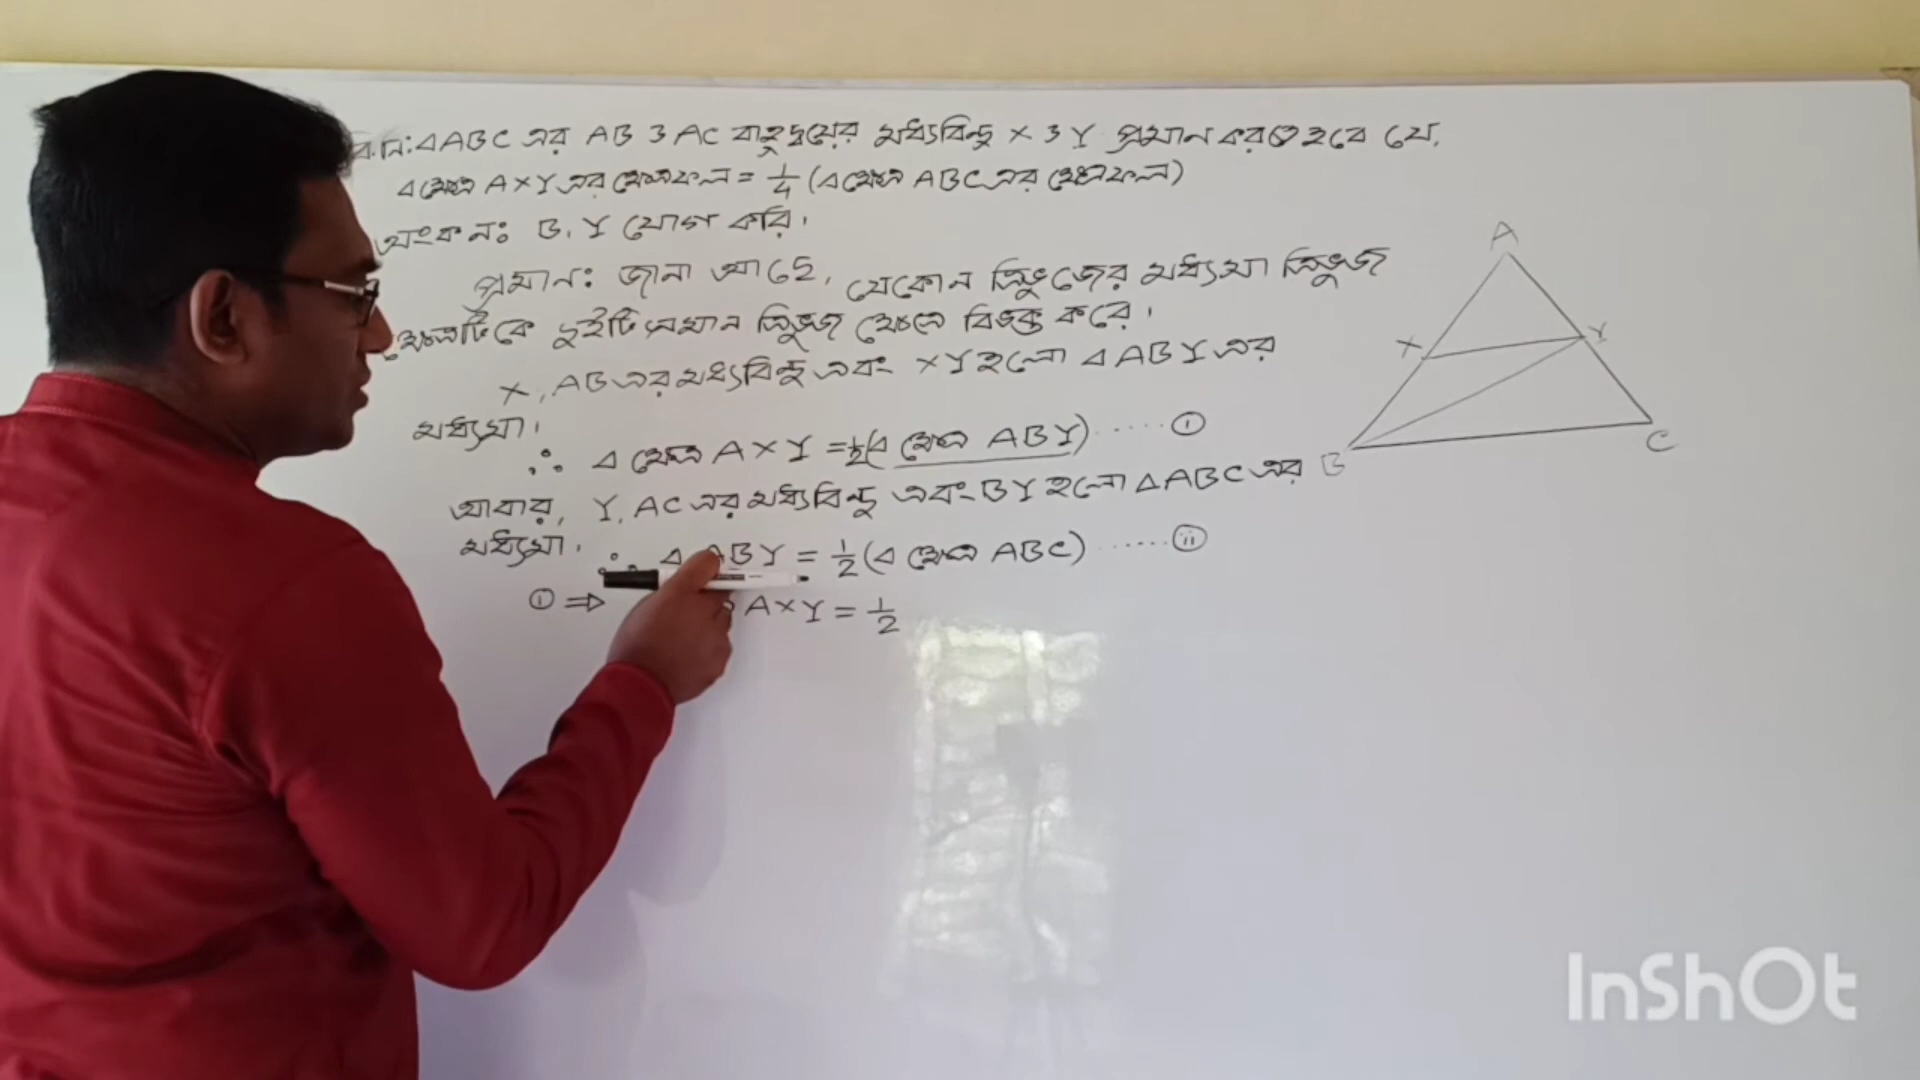 বি.নি: ΔABC এর AB ও AC বাহুদ্বয়ের মধ্যবিন্দু X ও Y প্রমান করতে হবে যে,
Δক্ষেত্র AXY এর ক্ষেত্রফল = 1/4 (Δক্ষেত্র ABC এর ক্ষেত্রফল)
অংকন: B, Y যোগ করি।
প্রমান: জানা আছে, যেকোন ত্রিভুজের মধ্যমা ত্রিভুজ
ক্ষেত্রটিকে দুইটি সমান ত্রিভুজ ক্ষেত্রে বিভক্ত করে।
X, AB এর মধ্যবিন্দু এবং XY হলো ΔABY এর
মধ্যমা।
∴ Δ ক্ষেত্র AXY = 1/2 (Δ ক্ষেত্র ABY) ...... (i)
আবার, Y, AC এর মধ্যবিন্দু এবং BY হলো ΔABC এর
মধ্যমা। ∴ Δ ABY = 1/2 (Δ ক্ষেত্র ABC) ...... (ii)
(i) ⇒ AXY = 1/2
A
X
Y
B
C
InShOt